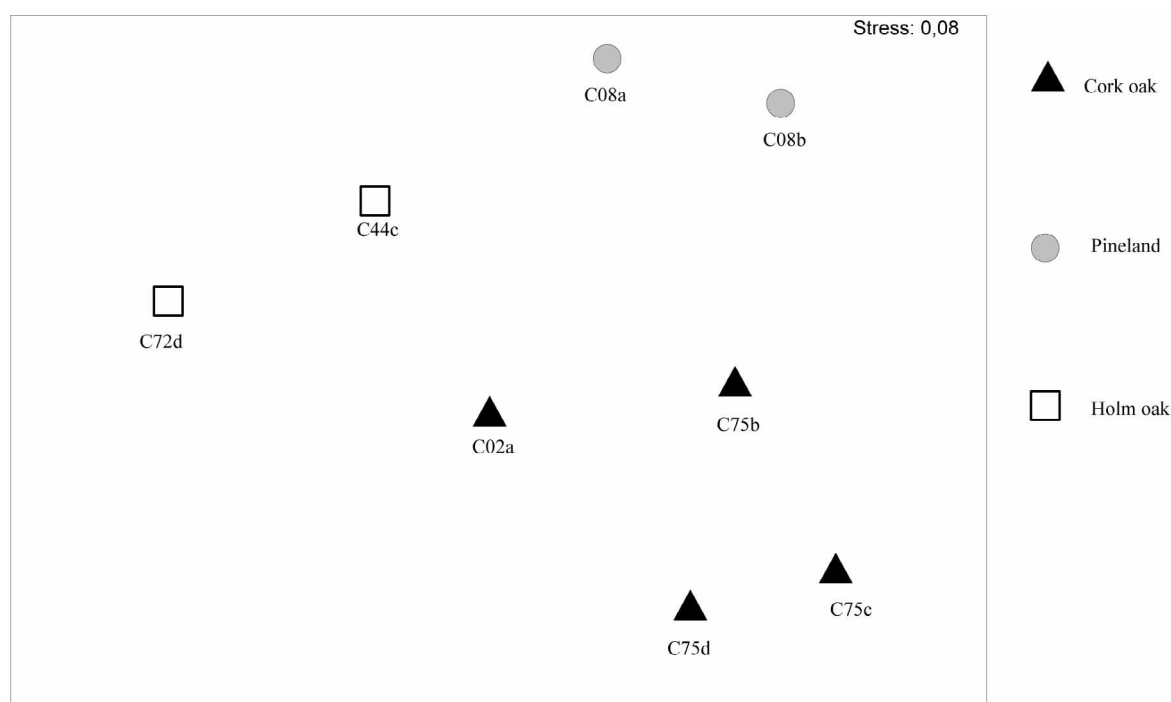 Stress: 0,08
C08a
C08b
C44c
C72d
C02a
C75b
C75c
C75d
Cork oak
Pineland
Holm oak